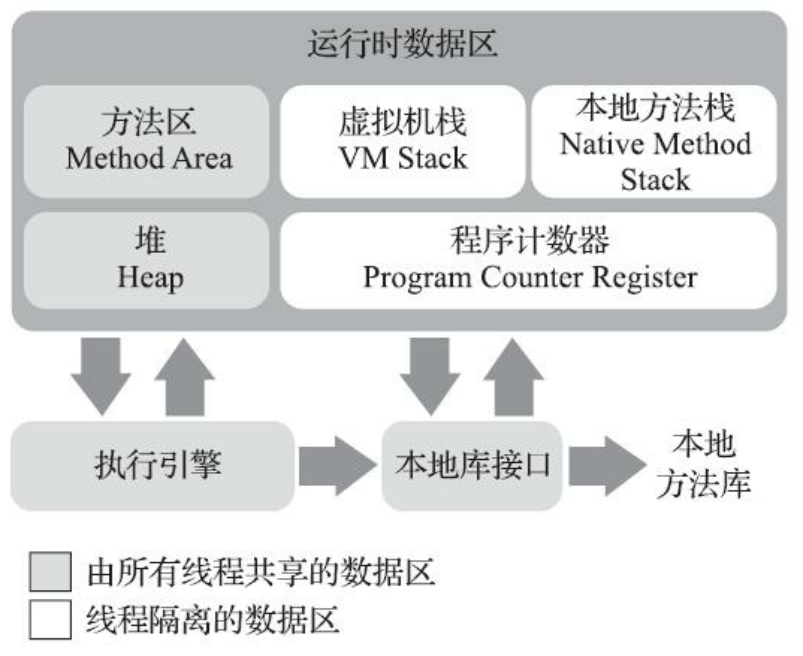 运行时数据区
方法区
Method Area
虚拟机栈
VM Stack
本地方法栈
Native Method
Stack
堆
Heap
程序计数器
Program Counter Register
执行引擎
本地库接口
本地
方法库
由所有线程共享的数据区
线程隔离的数据区